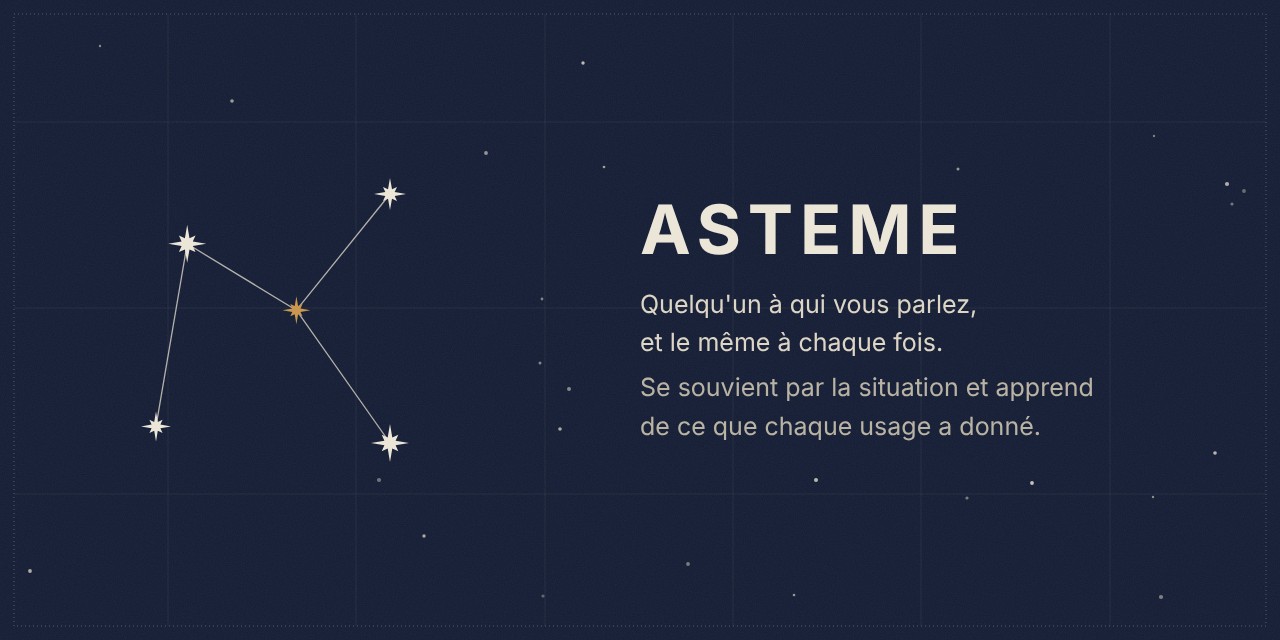 ASTEME
Quelqu'un à qui vous parlez,
et le même à chaque fois.
Se souvient par la situation et apprend
de ce que chaque usage a donné.